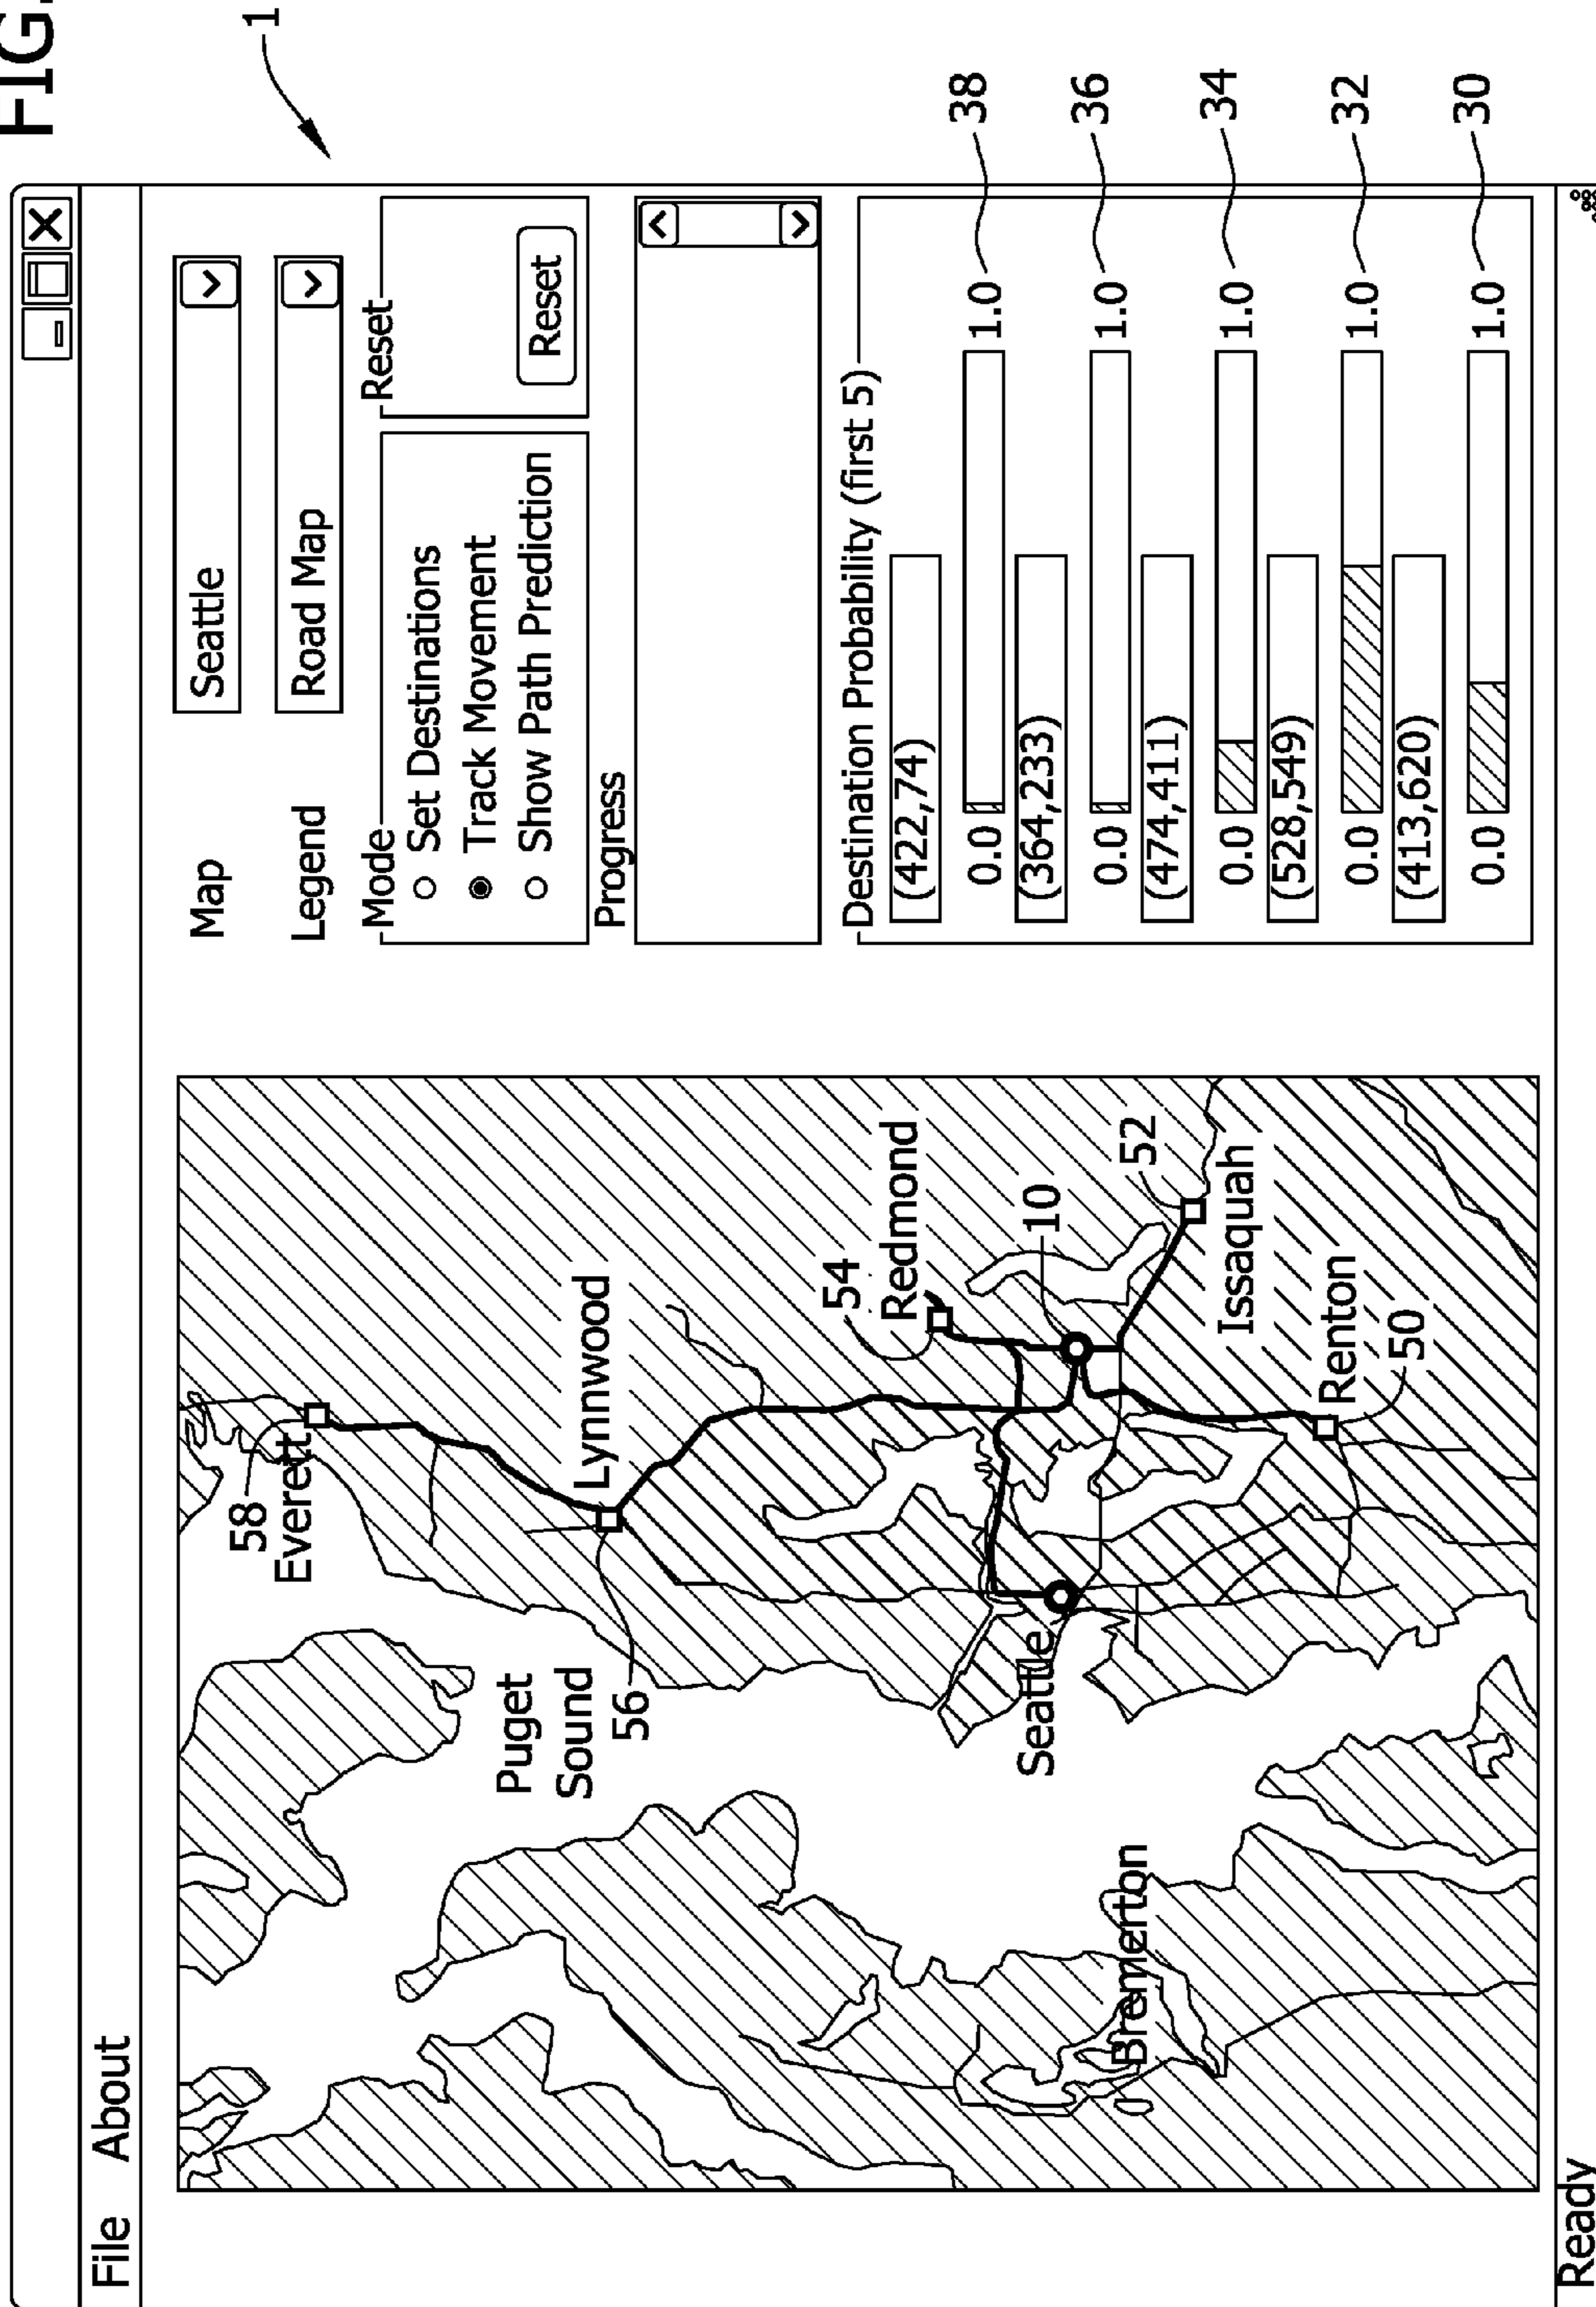 FIG.
1
File About
Map Seattle
Legend Road Map
Mode
Set Destinations
Track Movement
Show Path Prediction
Reset
Reset
Progress
Destination Probability (first 5)
(422,74)
0.0 1.0 38
(364,233)
0.0 1.0 36
(474,411)
0.0 1.0 34
(528,549)
0.0 1.0 32
(413,620)
0.0 1.0 30
58
Everett
Lynnwood
Puget
Sound
56
54
Redmond
10
52
Seattle
Issaquah
Bremerton
Renton
50
Ready